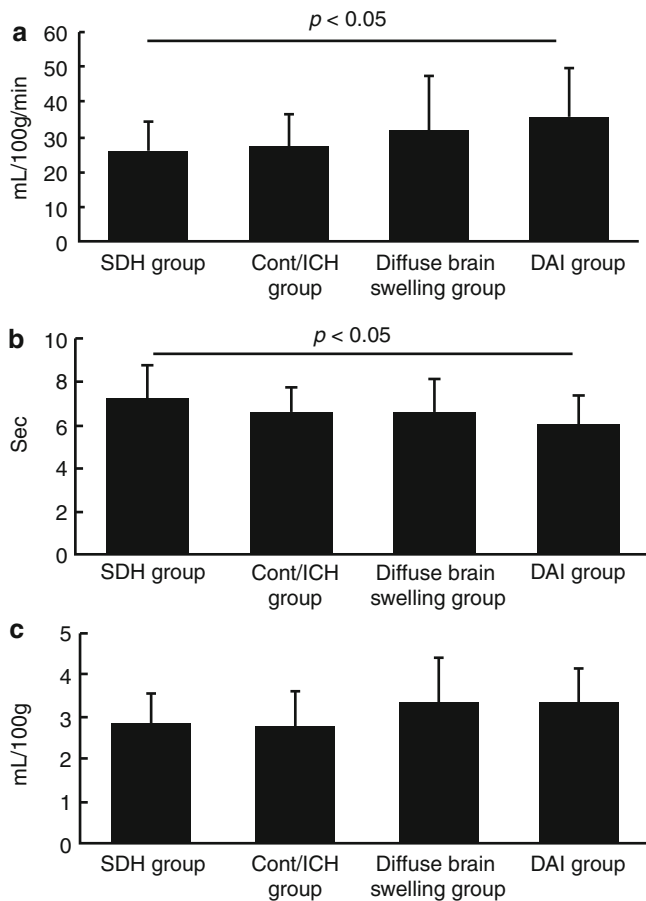 a
p < 0.05
mL/100g/min
60
50
40
30
20
10
0
SDH group
Cont/ICH
group
Diffuse brain
swelling group
DAI group
b
p < 0.05
Sec
10
8
6
4
2
0
SDH group
Cont/ICH
group
Diffuse brain
swelling group
DAI group
c
mL/100g
5
4
3
2
1
0
SDH group
Cont/ICH
group
Diffuse brain
swelling group
DAI group